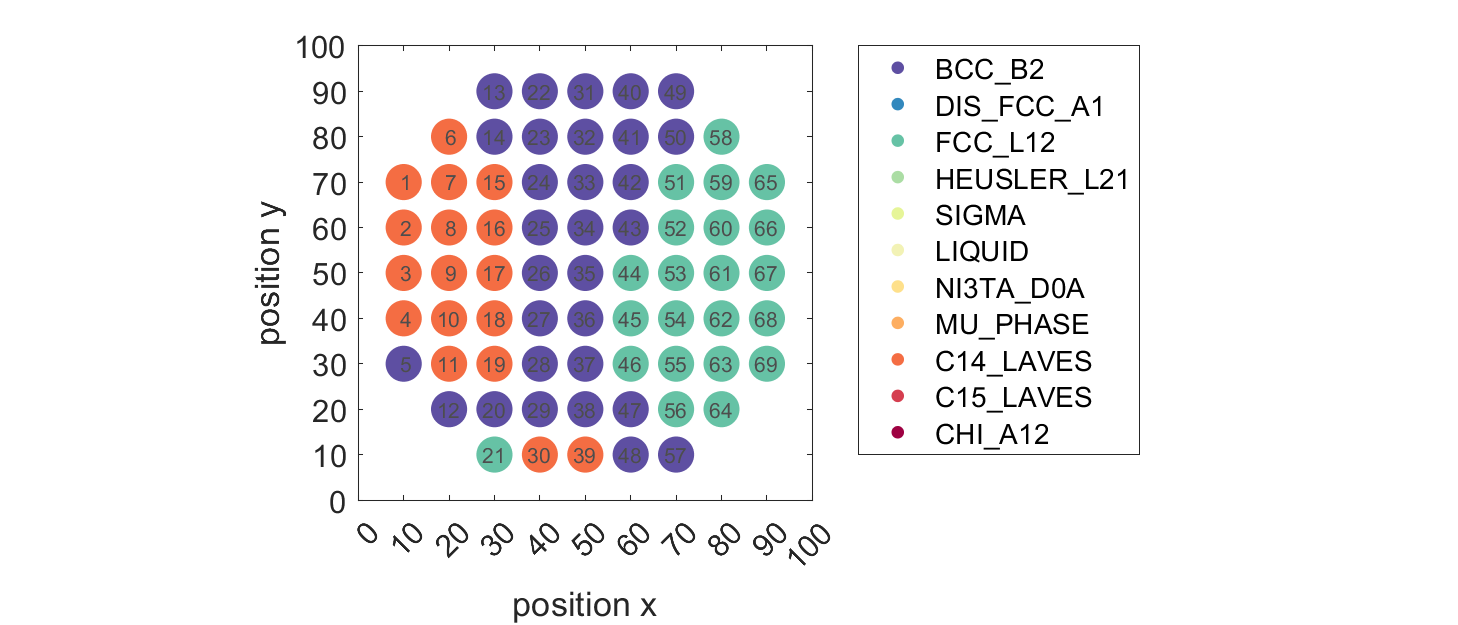 100
90
80
70
60
50
40
30
20
10
0
position y
13 22 31 40 49
6 14 23 32 41 50 58
1 7 15 24 33 42 51 59 65
2 8 16 25 34 43 52 60 66
3 9 17 26 35 44 53 61 67
4 10 18 27 36 45 54 62 68
5 11 19 28 37 46 55 63 69
12 20 29 38 47 56 64
21 30 39 48 57
0 10 20 30 40 50 60 70 80 90 100
position x
BCC_B2
DIS_FCC_A1
FCC_L12
HEUSLER_L21
SIGMA
LIQUID
NI3TA_D0A
MU_PHASE
C14_LAVES
C15_LAVES
CHI_A12